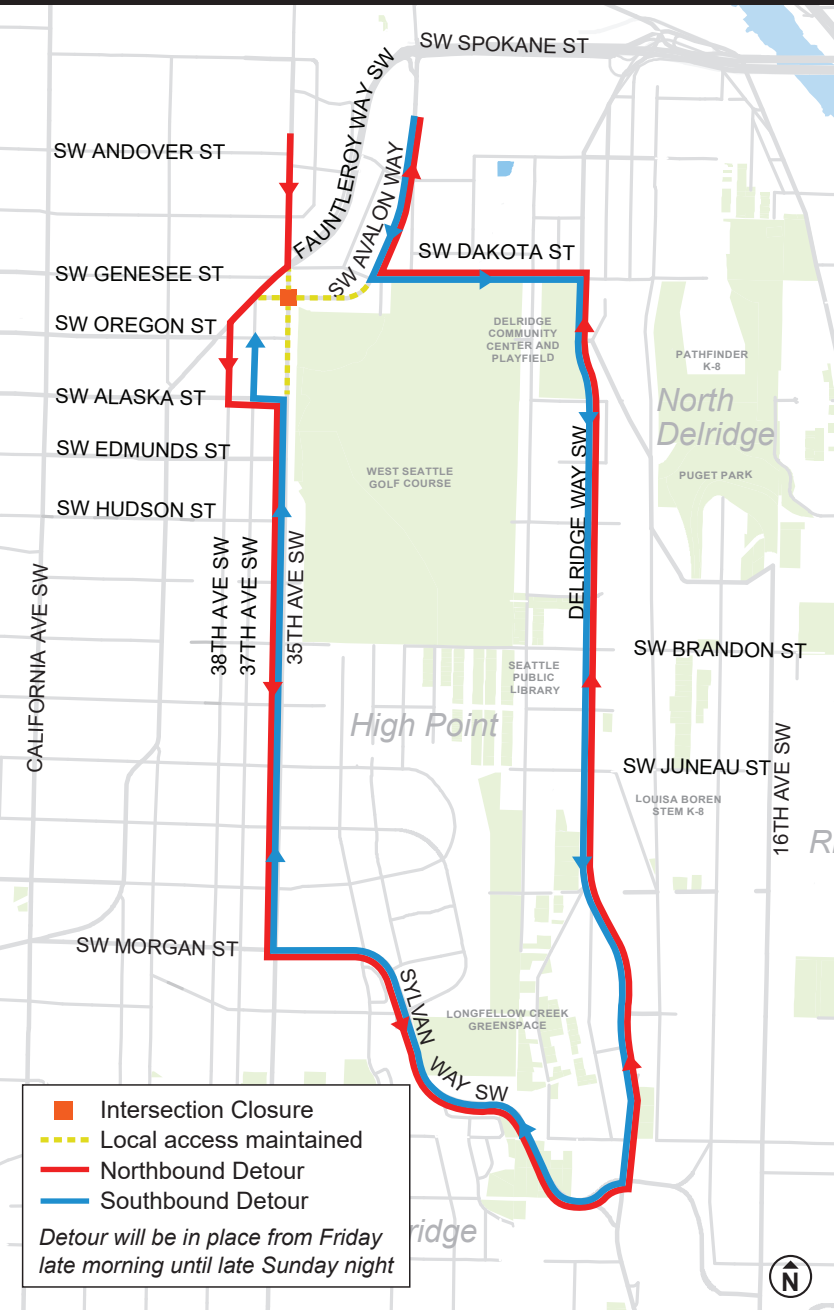 SW SPOKANE ST
FAUNTLEROY WAY SW
SW ANDOVER ST
SW AVALON WAY
SW DAKOTA ST
SW GENESEE ST
SW OREGON ST
DELRIDGE
COMMUNITY
CENTER AND
PLAYFIELD
PATHFINDER
K-8
SW ALASKA ST
North
Delridge
SW EDMUNDS ST
WEST SEATTLE
GOLF COURSE
PUGET PARK
SW HUDSON ST
DELRIDGE WAY SW
CALIFORNIA AVE SW
38TH AVE SW
37TH AVE SW
35TH AVE SW
SW BRANDON ST
SEATTLE
PUBLIC
LIBRARY
High Point
SW JUNEAU ST
16TH AVE SW
LOUISA BOREN
STEM K-8
R
SW MORGAN ST
SYLVAN
WAY SW
LONGFELLOW CREEK
GREENSPACE
Intersection Closure
Local access maintained
Northbound Detour
Southbound Detour
Detour will be in place from Friday
late morning until late Sunday night
ridge
N